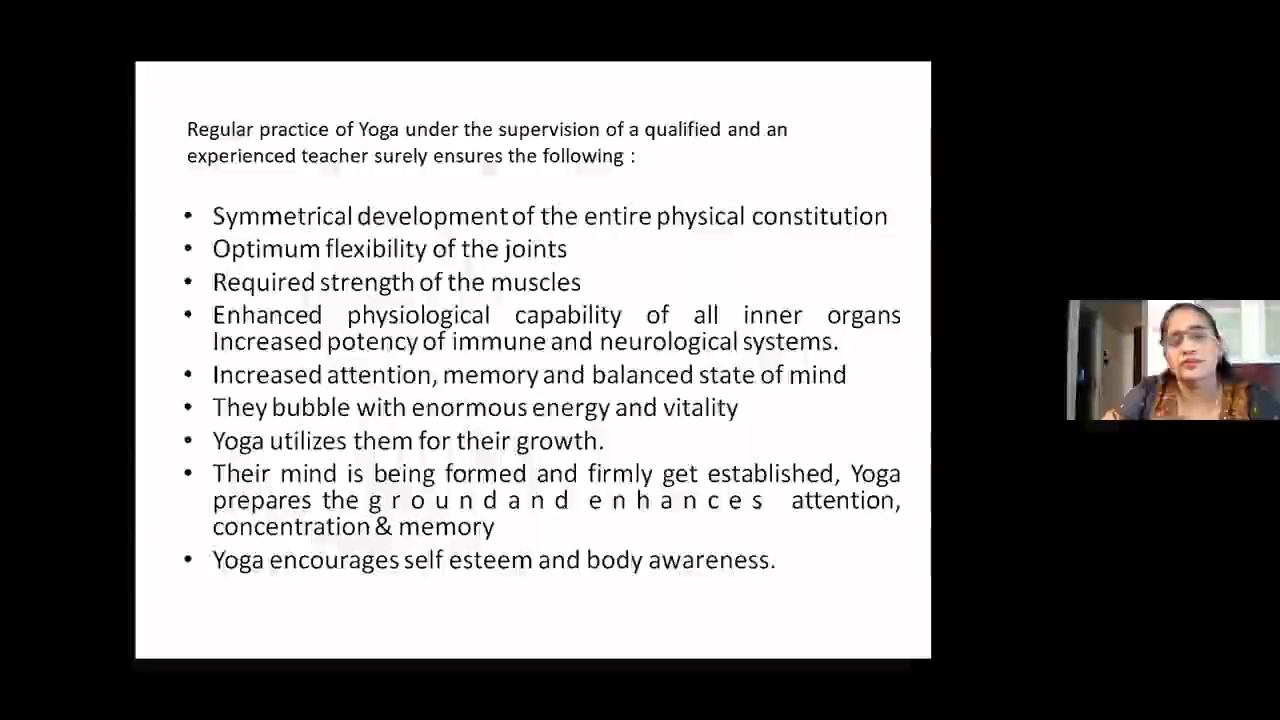 Regular practice of Yoga under the supervision of a qualified and an
experienced teacher surely ensures the following :
• Symmetrical development of the entire physical constitution
• Optimum flexibility of the joints
• Required strength of the muscles
• Enhanced physiological capability of all inner organs
Increased potency of immune and neurological systems.
• Increased attention, memory and balanced state of mind
• They bubble with enormous energy and vitality
• Yoga utilizes them for their growth.
• Their mind is being formed and firmly get established, Yoga
prepares the g r o u n d a n d e n h a n c e s attention,
concentration & memory
• Yoga encourages self esteem and body awareness.